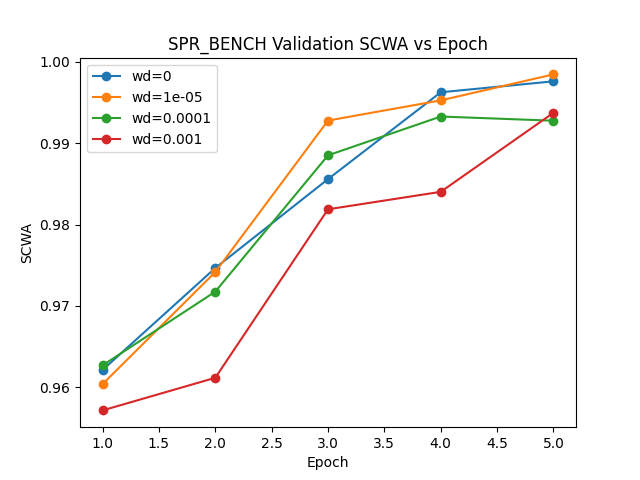 SPR_BENCH Validation SCWA vs Epoch
wd=0
wd=1e-05
wd=0.0001
wd=0.001
SCWA
1.00
0.99
0.98
0.97
0.96
1.0 1.5 2.0 2.5 3.0 3.5 4.0 4.5 5.0
Epoch